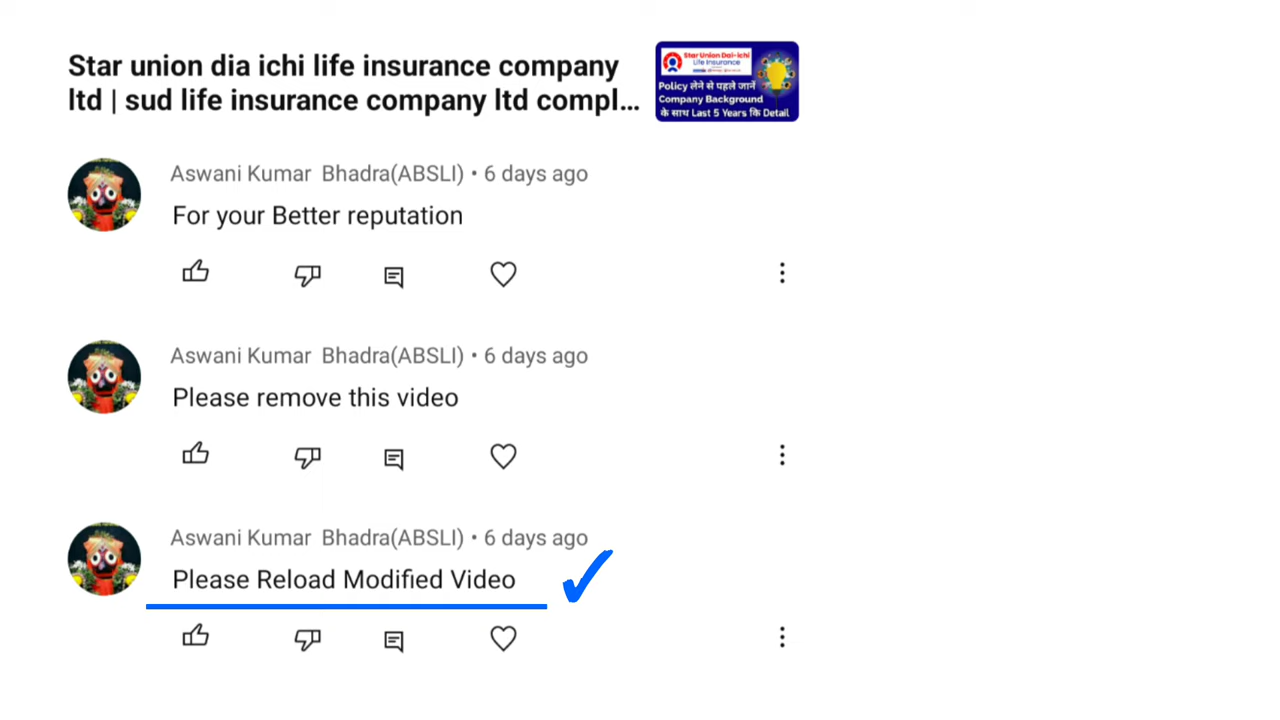 Star union dia ichi life insurance company
ltd | sud life insurance company ltd compl...
Star Union Dai-ichi
Life Insurance
Policy लेने से पहले जानें
Company Background
के साथ Last 5 Years कि Detail
Aswani Kumar Bhadra(ABSLI) • 6 days ago
For your Better reputation
Aswani Kumar Bhadra(ABSLI) • 6 days ago
Please remove this video
Aswani Kumar Bhadra(ABSLI) • 6 days ago
Please Reload Modified Video